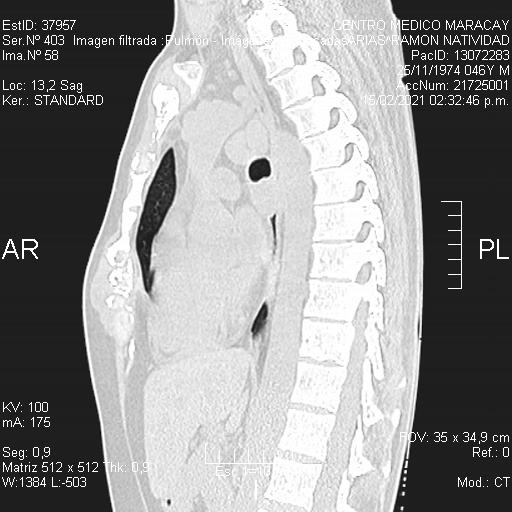 EstID: 37957
CENTRO MEDICO MARACAY
Ser.Nº 403 Imagen filtrada :Pulmón - Imág
ARIAS^RAMON NATIVIDAD
Ima.Nº 58
PacID: 13072283
25/11/1974 046Y M
Loc: 13,2 Sag
AccNum: 21725001
Ker.: STANDARD
15/02/2021 02:32:46 p.m.
AR
PL
KV: 100
mA: 175
Seg: 0,9
FOV: 35 x 34,9 cm
Matriz 512 x 512 Thk: 0,9
Ref.: 0
W:1384 L:-503
Mod.: CT